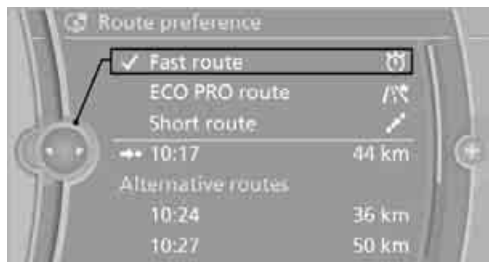 Route preference
Fast route
ECO PRO route
Short route
10:17 44 km
Alternative routes
10:24 36 km
10:27 50 km